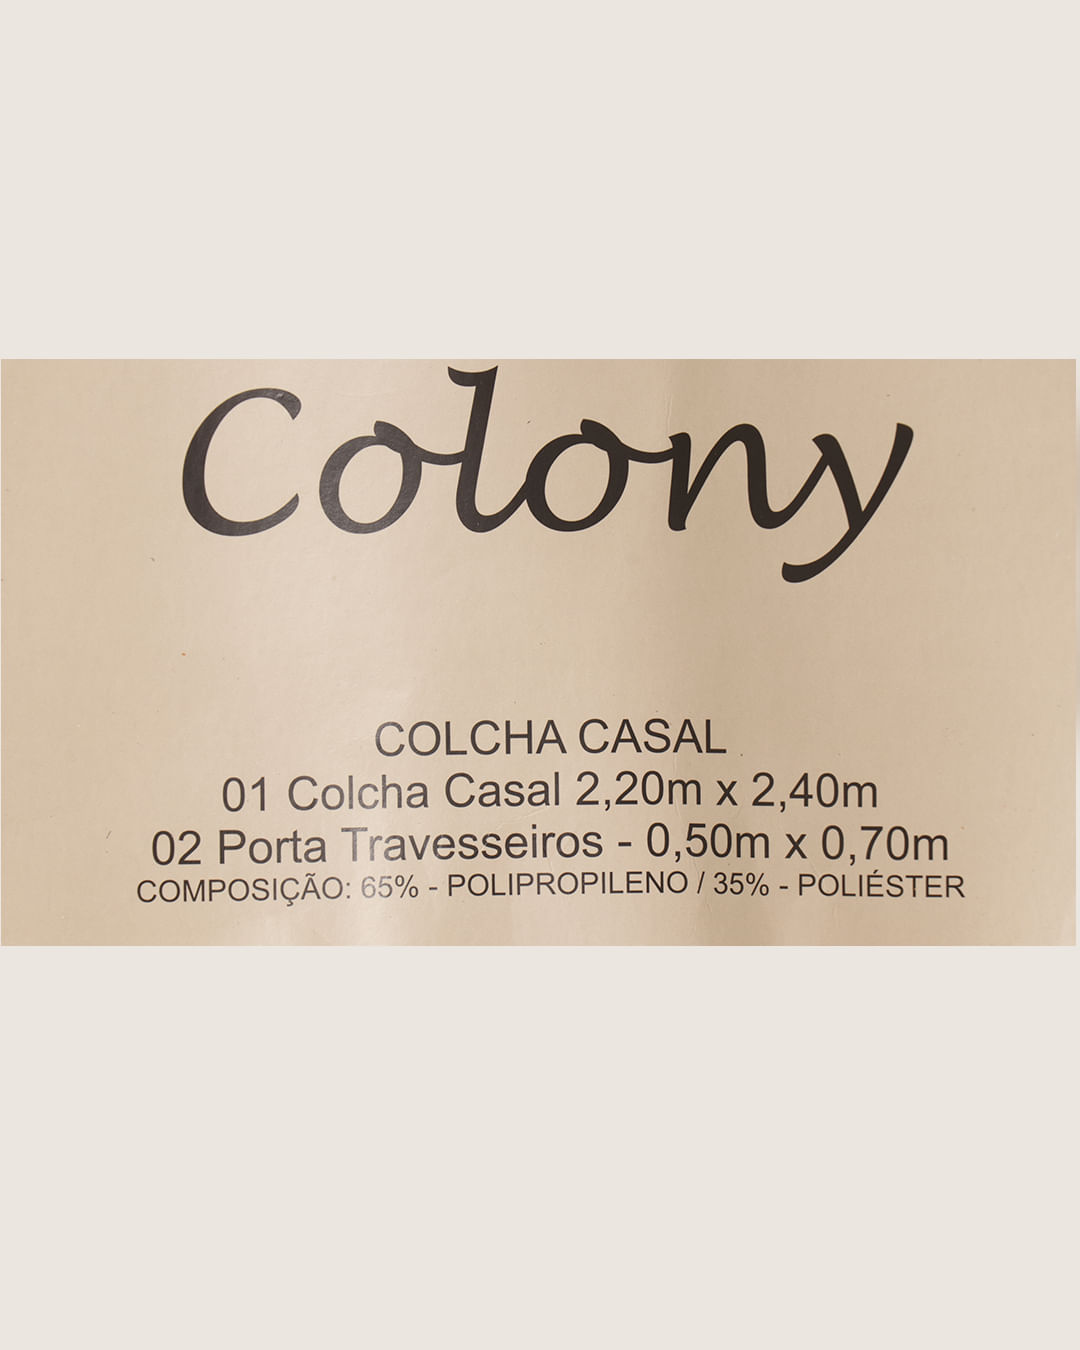 Colony
COLCHA CASAL
01 Colcha Casal 2,20m x 2,40m
02 Porta Travesseiros - 0,50m x 0,70m
COMPOSIÇÃO: 65% - POLIPROPILENO / 35% - POLIÉSTER